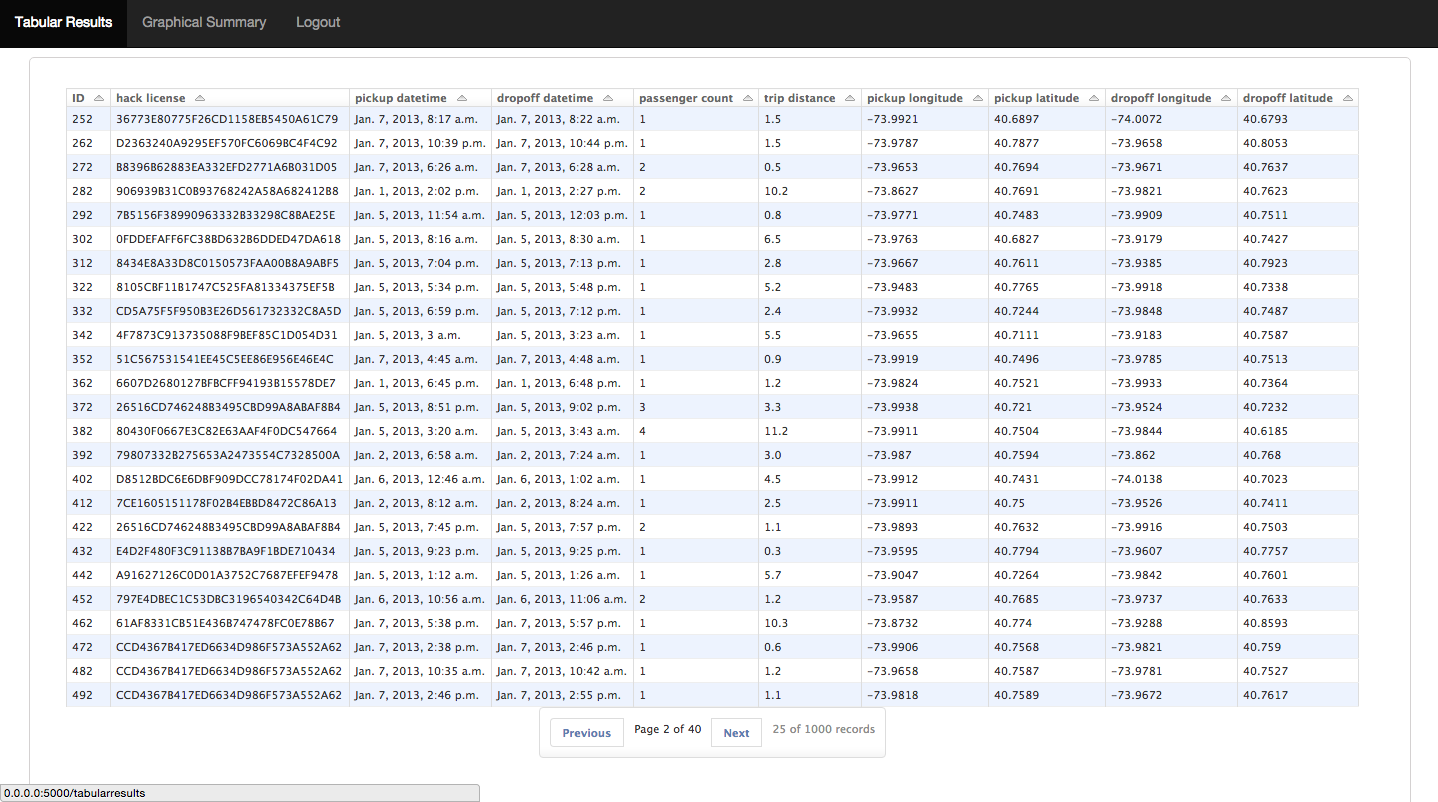 Tabular Results Graphical Summary Logout
ID hack license pickup datetime dropoff datetime passenger count trip distance pickup longitude pickup latitude dropoff longitude dropoff latitude
252 36773E80775F26CD1158EB5450A61C79 Jan. 7, 2013, 8:17 a.m. Jan. 7, 2013, 8:22 a.m. 1 1.5 -73.9921 40.6897 -74.0072 40.6793
262 D2363240A9295EF570FC6069BC4F4C92 Jan. 7, 2013, 10:39 p.m. Jan. 7, 2013, 10:44 p.m. 1 1.5 -73.9787 40.7877 -73.9658 40.8053
272 B8396B62883EA332EFD2771A6B031D05 Jan. 7, 2013, 6:26 a.m. Jan. 7, 2013, 6:28 a.m. 2 0.5 -73.9653 40.7694 -73.9671 40.7637
282 906939B31C0B93768242A58A682412B8 Jan. 1, 2013, 2:02 p.m. Jan. 1, 2013, 2:27 p.m. 2 10.2 -73.8627 40.7691 -73.9821 40.7623
292 7B5156F38990963332B33298C8BAE25E Jan. 5, 2013, 11:54 a.m. Jan. 5, 2013, 12:03 p.m. 1 0.8 -73.9771 40.7483 -73.9909 40.7511
302 0FDDEFAFF6FC38BD632B6DDED47DA618 Jan. 5, 2013, 8:16 a.m. Jan. 5, 2013, 8:30 a.m. 1 6.5 -73.9763 40.6827 -73.9179 40.7427
312 8434E8A33D8C0150573FAA00B8A9ABF5 Jan. 5, 2013, 7:04 p.m. Jan. 5, 2013, 7:13 p.m. 1 2.8 -73.9667 40.7611 -73.9385 40.7923
322 8105CBF11B1747C525FA81334375EF5B Jan. 5, 2013, 5:34 p.m. Jan. 5, 2013, 5:48 p.m. 1 5.2 -73.9483 40.7765 -73.9918 40.7338
332 CD5A75F5F950B3E26D561732332C8A5D Jan. 5, 2013, 6:59 p.m. Jan. 5, 2013, 7:12 p.m. 1 2.4 -73.9932 40.7244 -73.9848 40.7487
342 4F7873C913735088F9BEF85C1D054D31 Jan. 5, 2013, 3 a.m. Jan. 5, 2013, 3:23 a.m. 1 5.5 -73.9655 40.7111 -73.9183 40.7587
352 51C567531541EE45C5EE86E956E46E4C Jan. 7, 2013, 4:45 a.m. Jan. 7, 2013, 4:48 a.m. 1 0.9 -73.9919 40.7496 -73.9785 40.7513
362 6607D2680127BFBCFF94193B15578DE7 Jan. 1, 2013, 6:45 p.m. Jan. 1, 2013, 6:48 p.m. 1 1.2 -73.9824 40.7521 -73.9933 40.7364
372 26516CD746248B3495CBD99A8ABAF8B4 Jan. 5, 2013, 8:51 p.m. Jan. 5, 2013, 9:02 p.m. 3 3.3 -73.9938 40.721 -73.9524 40.7232
382 80430F0667E3C82E63AAF4F0DC547664 Jan. 5, 2013, 3:20 a.m. Jan. 5, 2013, 3:43 a.m. 4 11.2 -73.9911 40.7504 -73.9844 40.6185
392 79807332B275653A2473554C7328500A Jan. 2, 2013, 6:58 a.m. Jan. 2, 2013, 7:24 a.m. 1 3.0 -73.987 40.7594 -73.862 40.768
402 D8512BDC6E6DBF909DCC78174F02DA41 Jan. 6, 2013, 12:46 a.m. Jan. 6, 2013, 1:02 a.m. 1 4.5 -73.9912 40.7431 -74.0138 40.7023
412 7CE1605151178F02B4EBBD8472C86A13 Jan. 2, 2013, 8:12 a.m. Jan. 2, 2013, 8:24 a.m. 1 2.5 -73.9911 40.75 -73.9526 40.7411
422 26516CD746248B3495CBD99A8ABAF8B4 Jan. 5, 2013, 7:45 p.m. Jan. 5, 2013, 7:57 p.m. 2 1.1 -73.9893 40.7632 -73.9916 40.7503
432 E4D2F480F3C91138B7BA9F1BDE710434 Jan. 5, 2013, 9:23 p.m. Jan. 5, 2013, 9:25 p.m. 1 0.3 -73.9595 40.7794 -73.9607 40.7757
442 A91627126C0D01A3752C7687EFEF9478 Jan. 5, 2013, 1:12 a.m. Jan. 5, 2013, 1:26 a.m. 1 5.7 -73.9047 40.7264 -73.9842 40.7601
452 797E4DBEC1C53DBC3196540342C64D4B Jan. 6, 2013, 10:56 a.m. Jan. 6, 2013, 11:06 a.m. 2 1.2 -73.9587 40.7685 -73.9737 40.7633
462 61AF8331CB51E436B747478FC0E78B67 Jan. 7, 2013, 5:38 p.m. Jan. 7, 2013, 5:57 p.m. 1 10.3 -73.8732 40.774 -73.9288 40.8593
472 CCD4367B417ED6634D986F573A552A62 Jan. 7, 2013, 2:38 p.m. Jan. 7, 2013, 2:46 p.m. 1 0.6 -73.9906 40.7568 -73.9821 40.759
482 CCD4367B417ED6634D986F573A552A62 Jan. 7, 2013, 10:35 a.m. Jan. 7, 2013, 10:42 a.m. 1 1.2 -73.9658 40.7587 -73.9781 40.7527
492 CCD4367B417ED6634D986F573A552A62 Jan. 7, 2013, 2:46 p.m. Jan. 7, 2013, 2:55 p.m. 1 1.1 -73.9818 40.7589 -73.9672 40.7617
Previous Page 2 of 40 Next 25 of 1000 records
0.0.0.0:5000/tabularresults